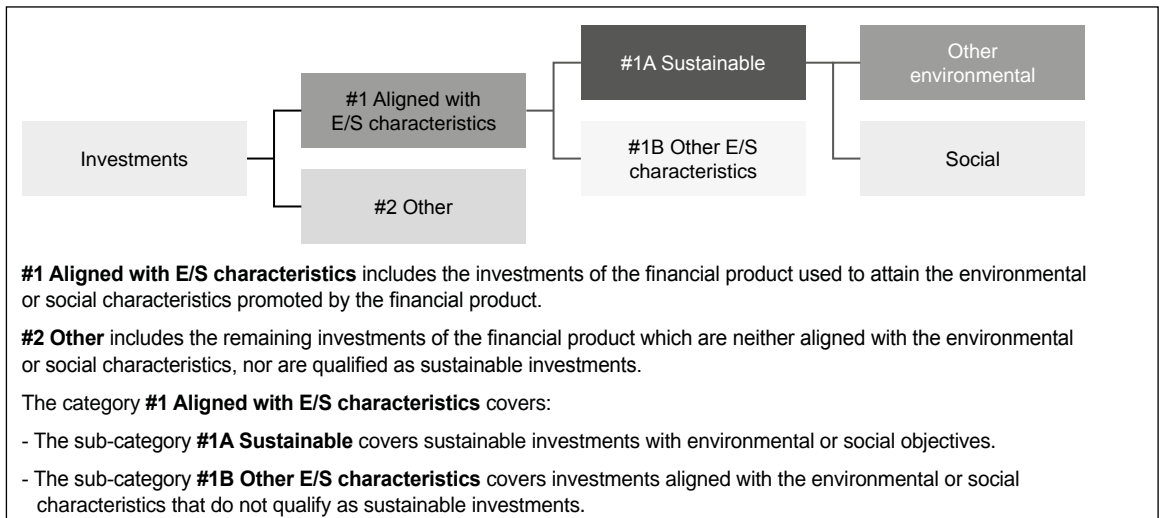 Investments
#1 Aligned with
E/S characteristics
#2 Other
#1A Sustainable
#1B Other E/S
characteristics
Other
environmental
Social
#1 Aligned with E/S characteristics includes the investments of the financial product used to attain the environmental
or social characteristics promoted by the financial product.
#2 Other includes the remaining investments of the financial product which are neither aligned with the environmental
or social characteristics, nor are qualified as sustainable investments.
The category #1 Aligned with E/S characteristics covers:
- The sub-category #1A Sustainable covers sustainable investments with environmental or social objectives.
- The sub-category #1B Other E/S characteristics covers investments aligned with the environmental or social
characteristics that do not qualify as sustainable investments.